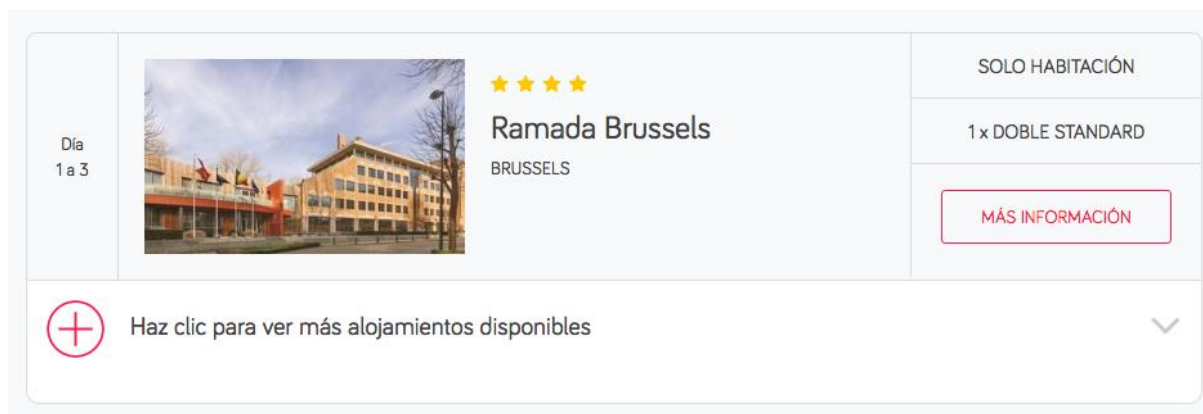 Día
1 a 3
Ramada Brussels
BRUSSELS
SOLO HABITACIÓN
1 x DOBLE STANDARD
MÁS INFORMACIÓN
Haz clic para ver más alojamientos disponibles